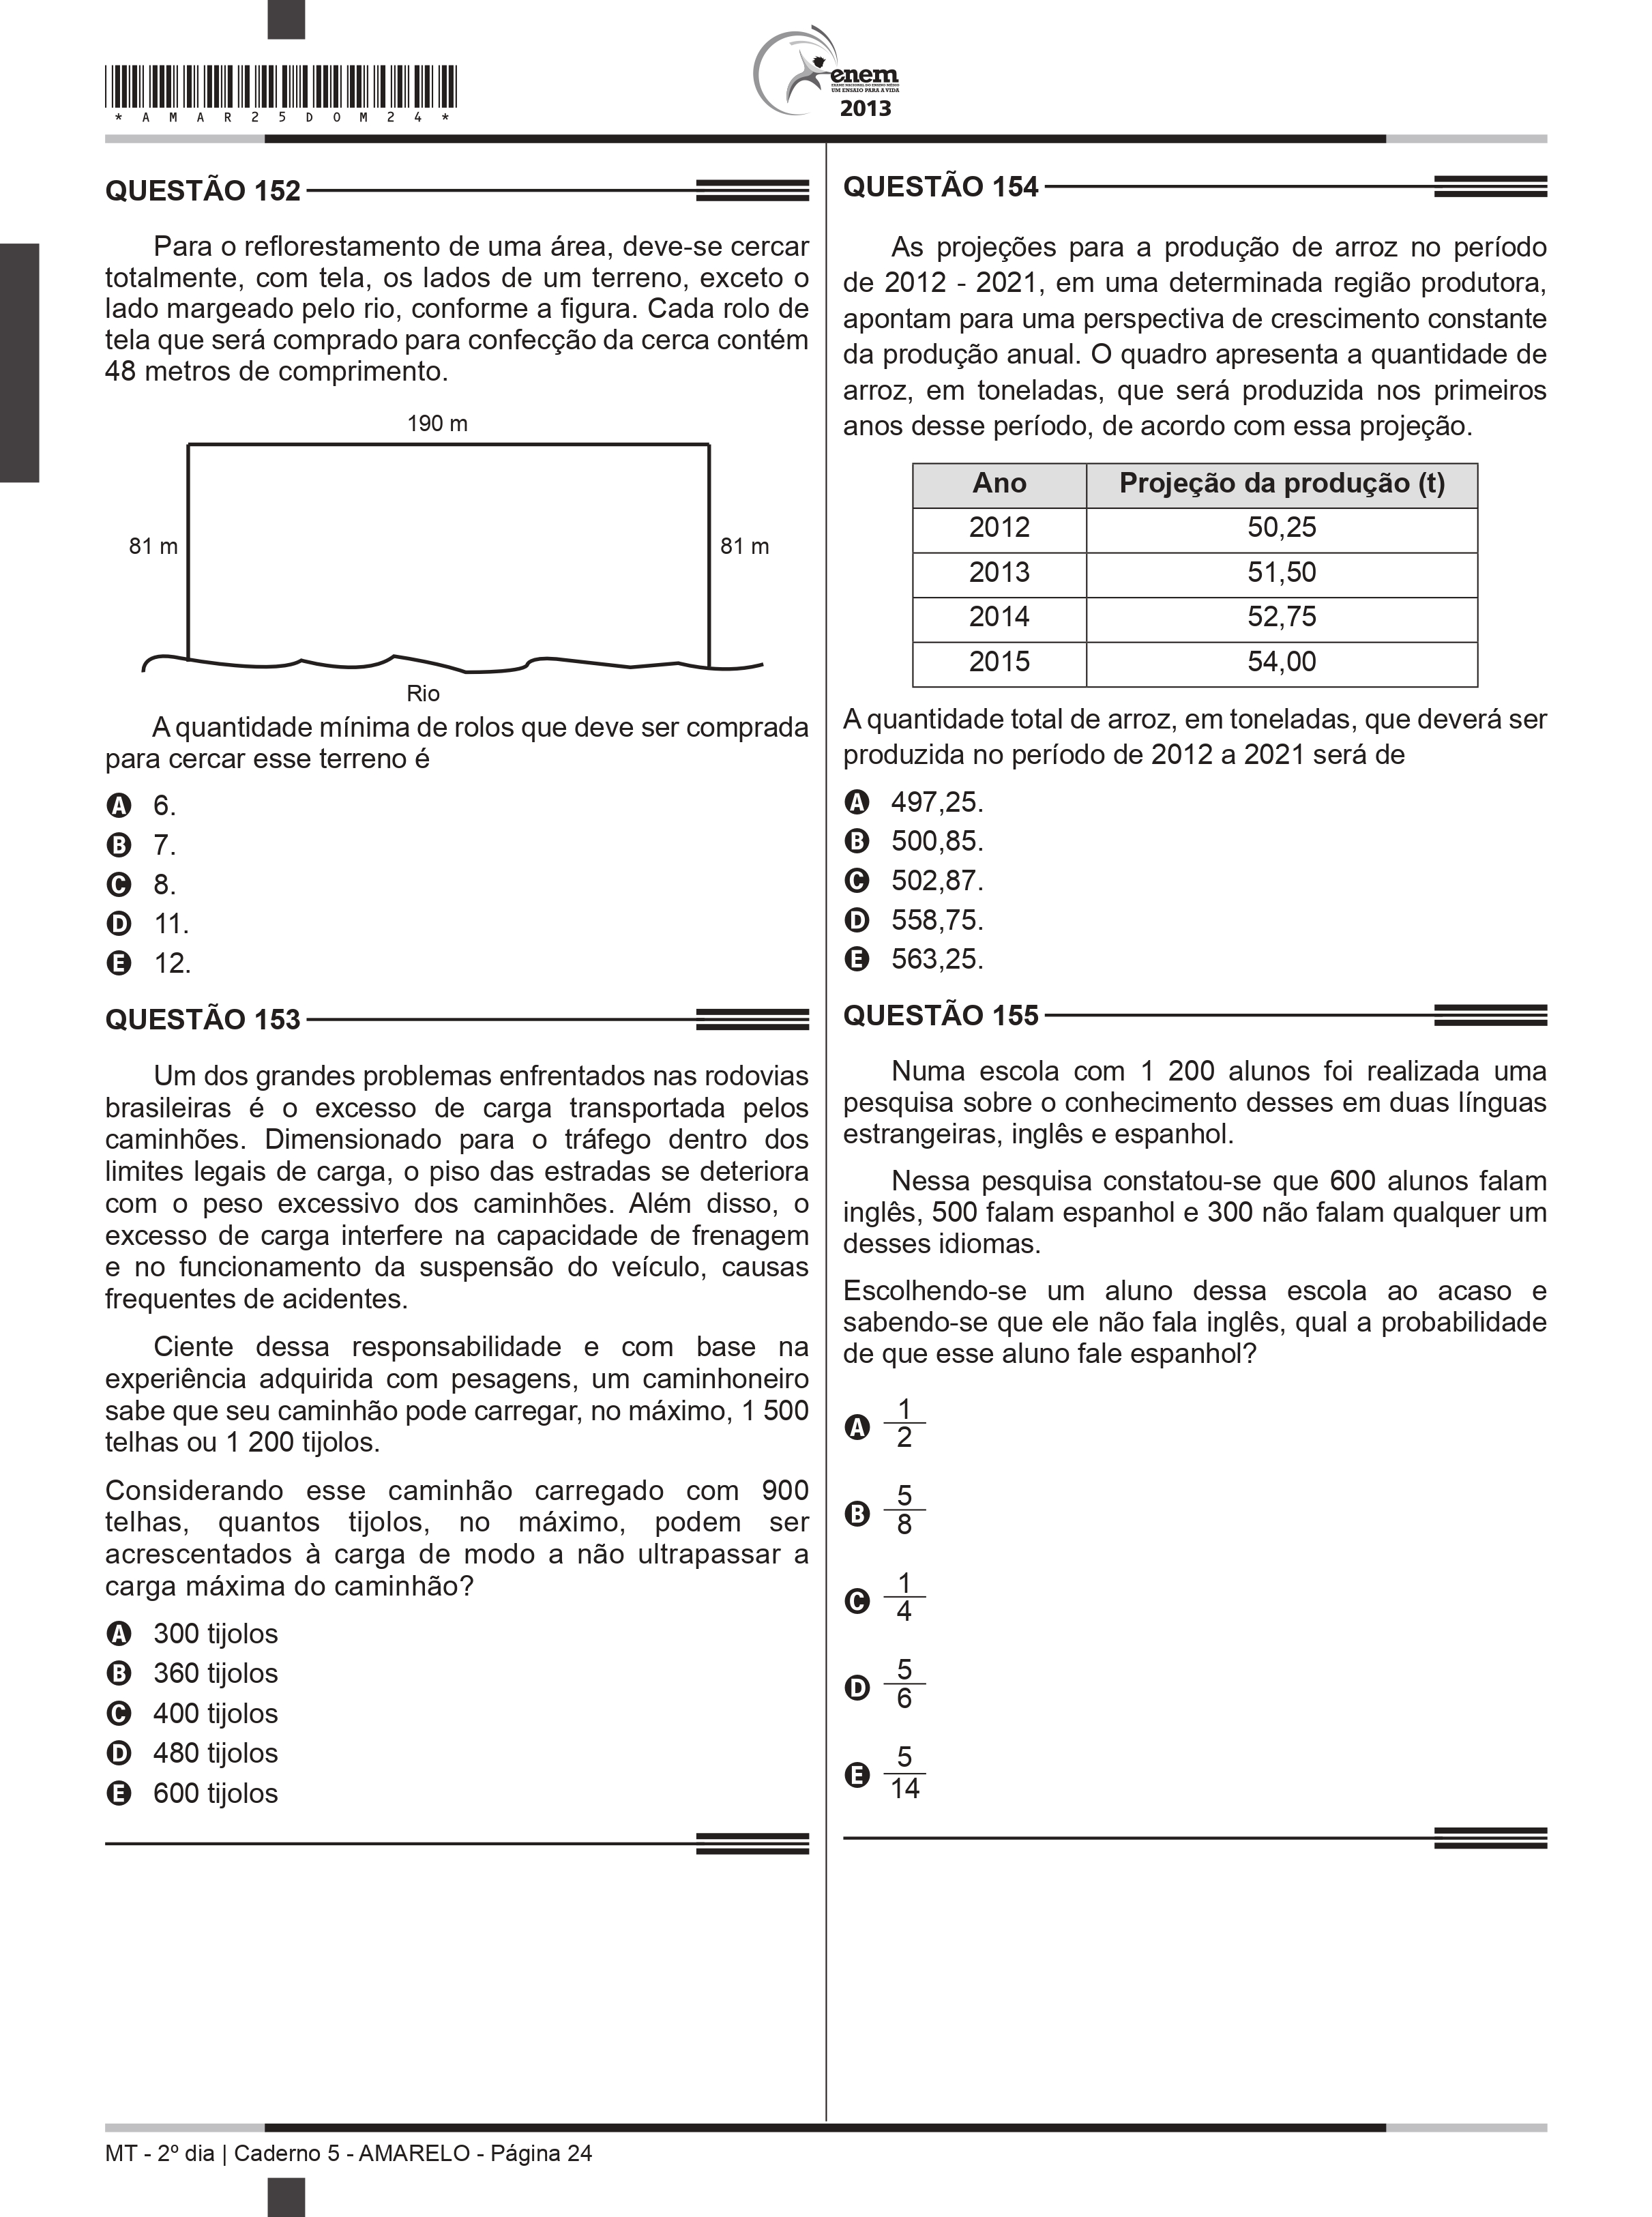 * A M A R 2 5 D O M 2 4 *
enem
EXAME NACIONAL DO ENSINO MÉDIO
UM ENSAIO PARA A VIDA
2013
QUESTÃO 152
Para o reflorestamento de uma área, deve-se cercar
totalmente, com tela, os lados de um terreno, exceto o
lado margeado pelo rio, conforme a figura. Cada rolo de
tela que será comprado para confecção da cerca contém
48 metros de comprimento.
190 m
81 m
81 m
Rio
A quantidade mínima de rolos que deve ser comprada
para cercar esse terreno é
A 6.
B 7.
C 8.
D 11.
E 12.
QUESTÃO 153
Um dos grandes problemas enfrentados nas rodovias
brasileiras é o excesso de carga transportada pelos
caminhões. Dimensionado para o tráfego dentro dos
limites legais de carga, o piso das estradas se deteriora
com o peso excessivo dos caminhões. Além disso, o
excesso de carga interfere na capacidade de frenagem
e no funcionamento da suspensão do veículo, causas
frequentes de acidentes.
Ciente dessa responsabilidade e com base na
experiência adquirida com pesagens, um caminhoneiro
sabe que seu caminhão pode carregar, no máximo, 1 500
telhas ou 1 200 tijolos.
Considerando esse caminhão carregado com 900
telhas, quantos tijolos, no máximo, podem ser
acrescentados à carga de modo a não ultrapassar a
carga máxima do caminhão?
A 300 tijolos
B 360 tijolos
C 400 tijolos
D 480 tijolos
E 600 tijolos
QUESTÃO 154
As projeções para a produção de arroz no período
de 2012 - 2021, em uma determinada região produtora,
apontam para uma perspectiva de crescimento constante
da produção anual. O quadro apresenta a quantidade de
arroz, em toneladas, que será produzida nos primeiros
anos desse período, de acordo com essa projeção.
Ano Projeção da produção (t)
2012 50,25
2013 51,50
2014 52,75
2015 54,00
A quantidade total de arroz, em toneladas, que deverá ser
produzida no período de 2012 a 2021 será de
A 497,25.
B 500,85.
C 502,87.
D 558,75.
E 563,25.
QUESTÃO 155
Numa escola com 1 200 alunos foi realizada uma
pesquisa sobre o conhecimento desses em duas línguas
estrangeiras, inglês e espanhol.
Nessa pesquisa constatou-se que 600 alunos falam
inglês, 500 falam espanhol e 300 não falam qualquer um
desses idiomas.
Escolhendo-se um aluno dessa escola ao acaso e
sabendo-se que ele não fala inglês, qual a probabilidade
de que esse aluno fale espanhol?
A 1/2
B 5/8
C 1/4
D 5/6
E 5/14
MT - 2º dia | Caderno 5 - AMARELO - Página 24